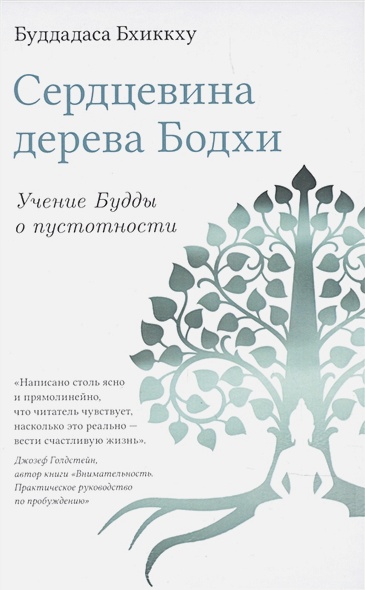 Буддадаса Бхиккху
Сердцевина
дерева Бодхи
Учение Будды
о пустотности
«Написано столь ясно
и прямолинейно,
что читатель чувствует,
насколько это реально –
вести счастливую жизнь».
Джозеф Голдстейн,
автор книги «Внимательность.
Практическое руководство
по пробуждению»